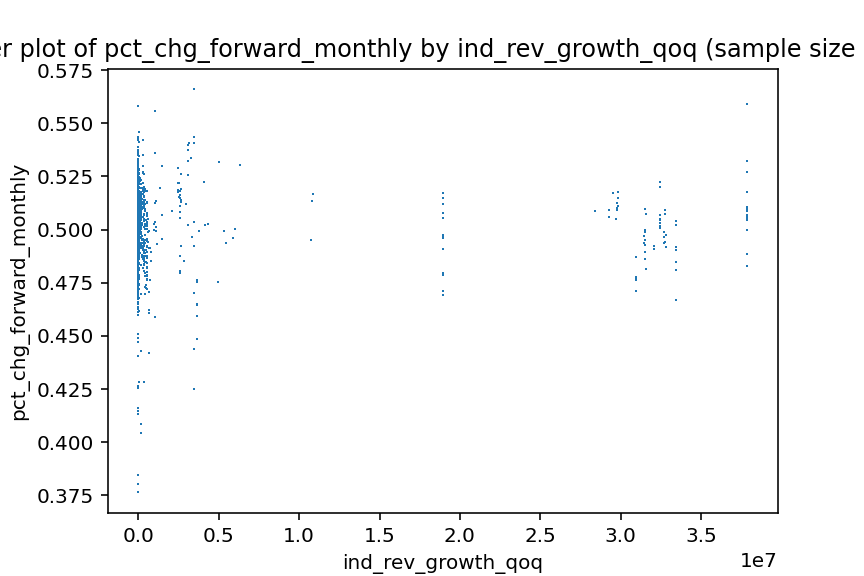 plot of pct_chg_forward_monthly by ind_rev_growth_qoq (sample size
0.575
0.550
0.525
0.500
0.475
0.450
0.425
0.400
0.375
pct_chg_forward_monthly
0.0 0.5 1.0 1.5 2.0 2.5 3.0 3.5
1e7
ind_rev_growth_qoq